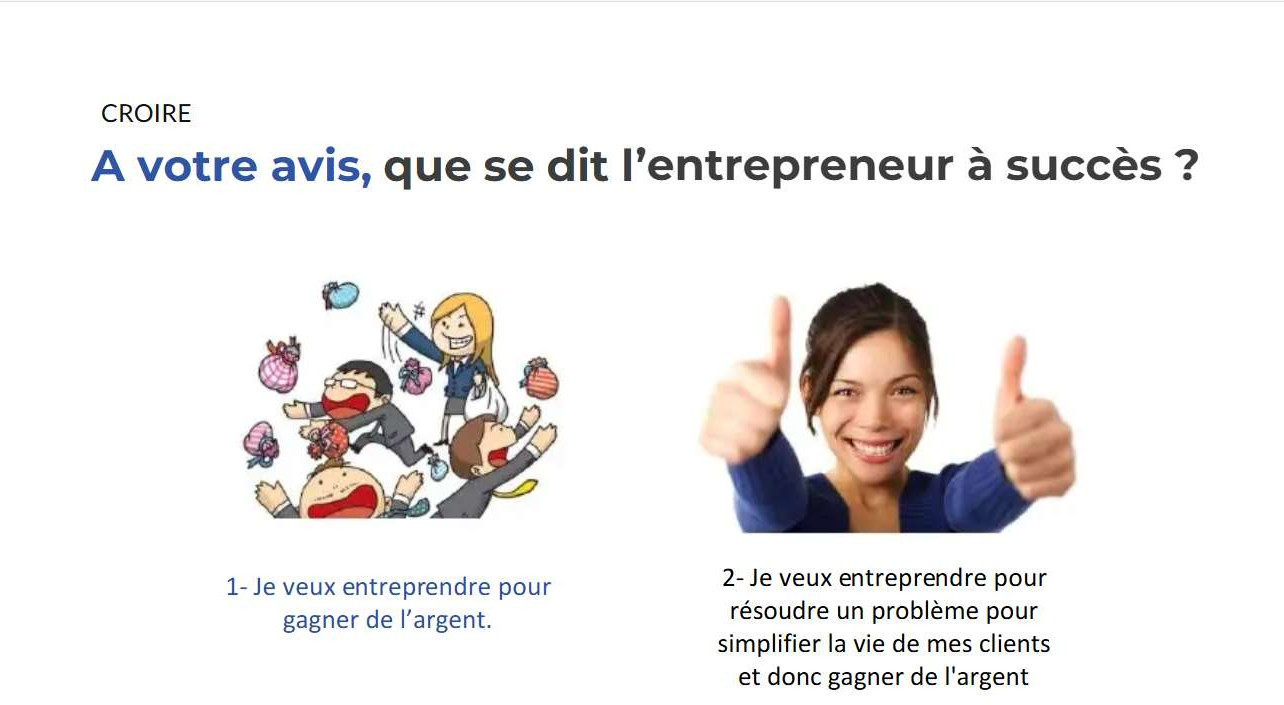 CROIRE
A votre avis, que se dit l’entrepreneur à succès ?
1- Je veux entreprendre pour
gagner de l’argent.
2- Je veux entreprendre pour
résoudre un problème pour
simplifier la vie de mes clients
et donc gagner de l'argent